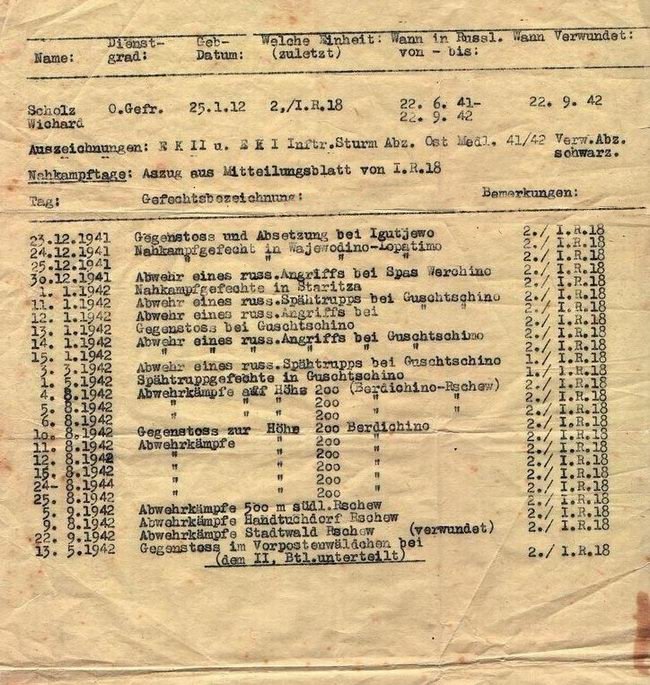 Name: Dienst-grad: Geb-Datum: Welche Einheit: (zuletzt) Wann in Russl. von - bis: Wann Verwundet:
Scholz Wichard O.Gefr. 25.1.12 2,/I.R.18 22. 6. 41- 22. 9. 42 22. 9. 42
Auszeichnungen: E K II u. E K I Inftr.Sturm Abz. Ost Medl. 41/42 Verw.Abz. schwarz.
Nahkampftage: Aszug aus Mitteilungsblatt von I.R.18
Tag: Gefechtsbezeichnung: Bemerkungen:
23.12.1941 Gegenstoss und Absetzung bei Igutjewo 2./ I.R.18
24.12.1941 Nahkampfgefecht in Wajewodino-Lopatimo 2./ I.R.18
25.12.1941 " " " " 2./ I.R.18
30.12.1941 Abwehr eines russ.Angriffs bei Spas Werchino 2./ I.R.18
1. 1.1942 Nahkampfgefechte in Staritza 2./ I.R.18
11. 1.1942 Abwehr eines russ.Spähtrupps bei Guschtschino 2./ I.R.18
12. 1.1942 Abwehr eines russ.Angriffs bei " " 2./ I.R.18
13. 1.1942 Gegenstoss bei Guschtschino 2./ I.R.18
14. 1.1942 Abwehr eines russ.Angriffs bei Guschtschimo 2./ I.R.18
15. 1.1942 " " " " " 2./ I.R.18
3. 3.1942 Abwehr eines russ.Spähtrupps bei Guschtschino 1./ I.R.18
1. 5.1942 Spähtruppgefechte in Guschtschino 1./ I.R.18
4. 8.1942 Abwehrkämpfe auf Höhe 200 (Berdichino-Rschew) 2./ I.R.18
5. 8.1942 " " 200 " " 2./ I.R.18
6. 8.1942 " " 200 " " 2./ I.R.18
10. 8.1942 Gegenstoss zur Höhe 200 Berdichino 2./ I.R.18
11. 8.1942 Abwehrkämpfe " 200 " 2./ I.R.18
12. 8.1942 " " 200 " 2./ I.R.18
15. 8.1942 " " 200 " 2./ I.R.18
24- 8.1944 " " 200 " 2./ I.R.18
25. 8.1942 " " 200 " 2./ I.R.18
5. 9.1942 Abwehrkämpfe 500 m südl.Rschew 2./ I.R.18
9. 8.1942 Abwehrkämpfe Handtuchdorf Rschew 2./ I.R.18
22. 9.1942 Abwehrkämpfe Stadtwald Rschew (verwundet) 2./ I.R.18
13. 5.1942 Gegenstoss im Vorpostenwäldchen bei 2./ I.R.18
(dem II, Btl.unterteilt)